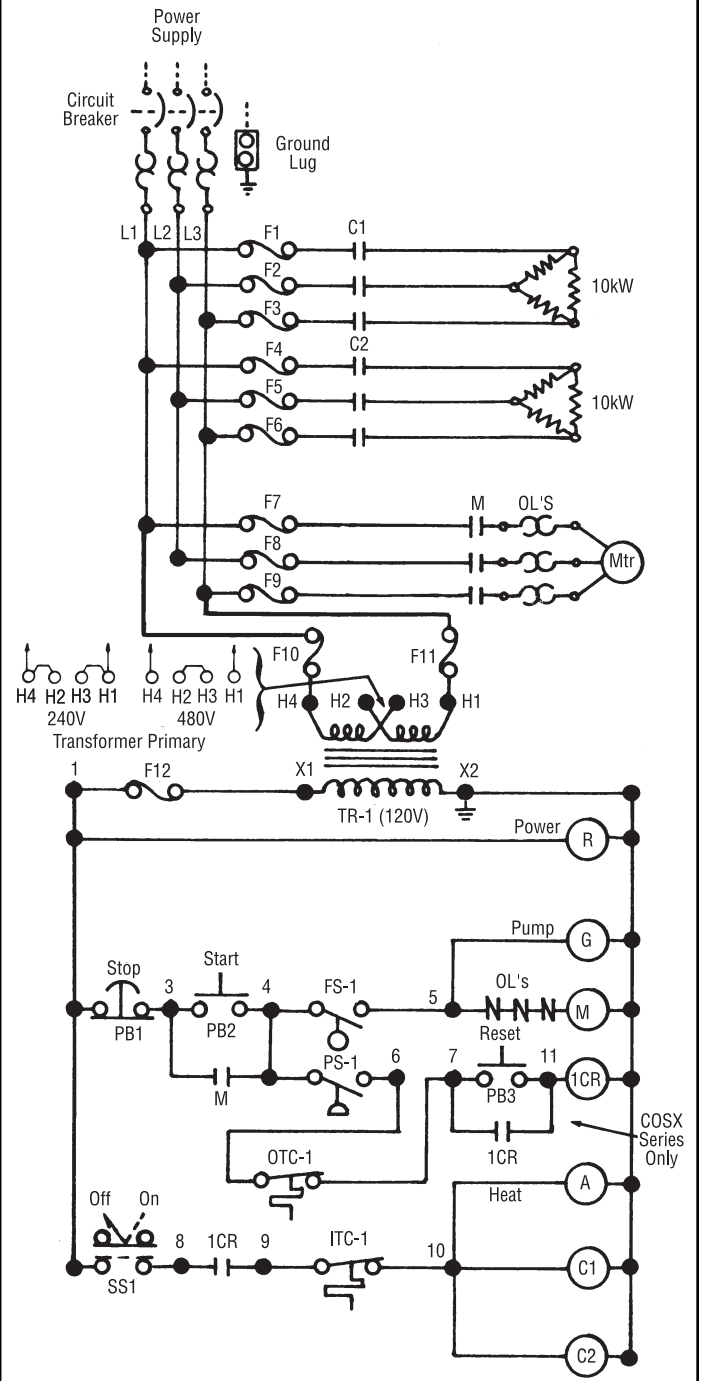 Power
Supply
Circuit
Breaker
Ground
Lug
L1 L2 L3
F1 C1
F2
10kW
F3
F4 C2
F5
10kW
F6
F7 M OL'S
F8
Mtr
F9
F10 F11
H4 H2 H3 H1 H4 H2 H3 H1
240V 480V
Transformer Primary
H4 H2 H3 H1
1 F12 X1 X2
TR-1 (120V)
Power R
Pump G
Stop 3 Start 4 FS-1 5 OL's
PB1 PB2 M
Reset
M PS-1 6 7 PB3 11 1CR
1CR
COSX
Series
Only
OTC-1
Heat A
Off On
8 1CR 9 ITC-1 10
SS1 C1
C2